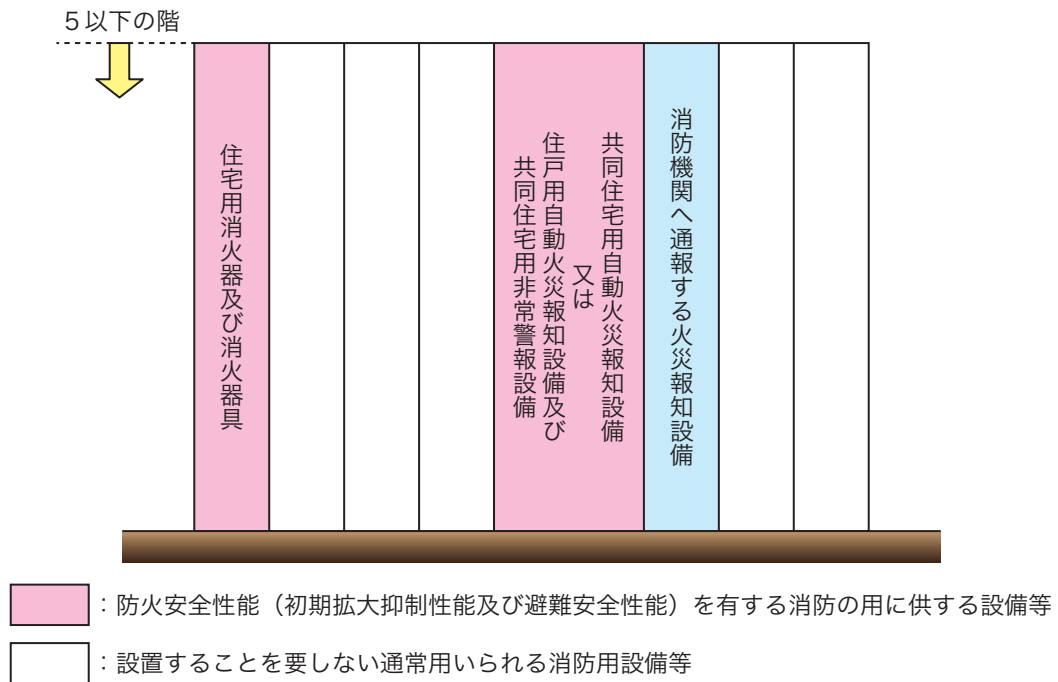 5以下の階
住宅用消火器及び消火器具
共同住宅用自動火災報知設備
又は
住戸用自動火災報知設備及び
共同住宅用非常警報設備
消防機関へ通報する火災報知設備
：防火安全性能（初期拡大抑制性能及び避難安全性能）を有する消防の用に供する設備等
：設置することを要しない通常用いられる消防用設備等